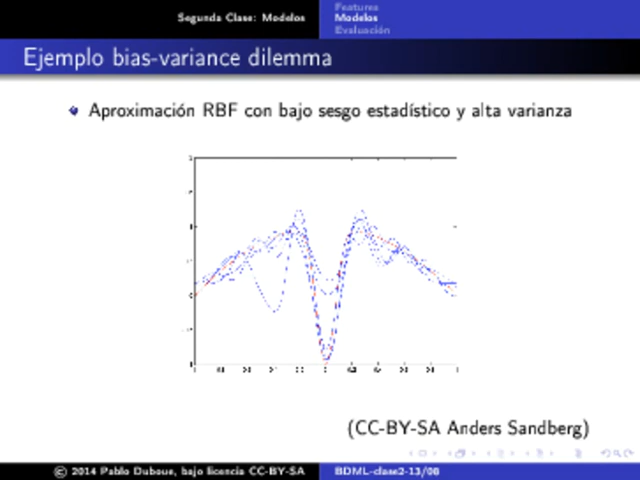 Segunda Clase: Modelos
Features
Modelos
Evaluación
Ejemplo bias-variance dilemma
Aproximación RBF con bajo sesgo estadístico y alta varianza
(CC-BY-SA Anders Sandberg)
© 2014 Pablo Duboue, bajo licencia CC-BY-SA
BDML-clase2-13/08